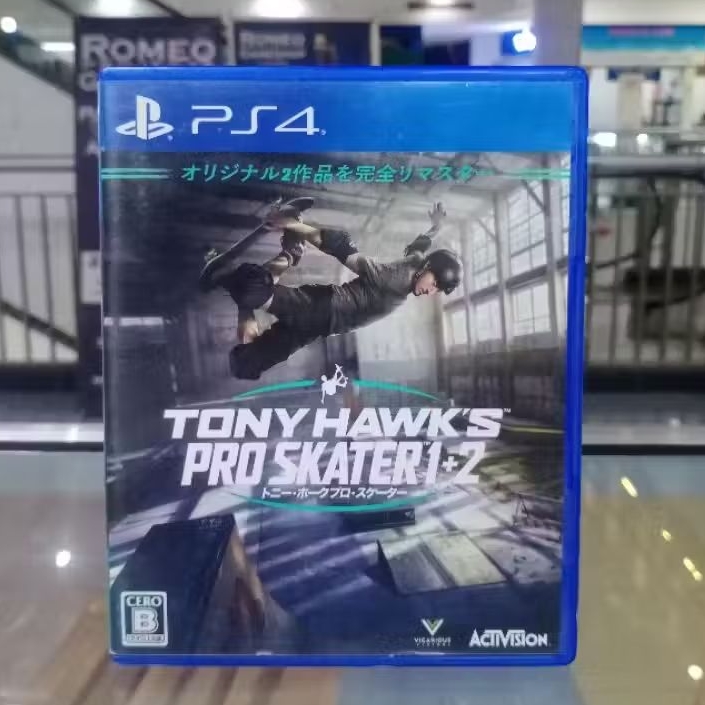 ROMEO
PS4
オリジナル2作品を完全リマスター
TONY HAWK'S™
PRO SKATER™ 1+2
トニー・ホーク プロ・スケーター
CERO
B
VICARIOUS
VISIONS
ACTIVISION